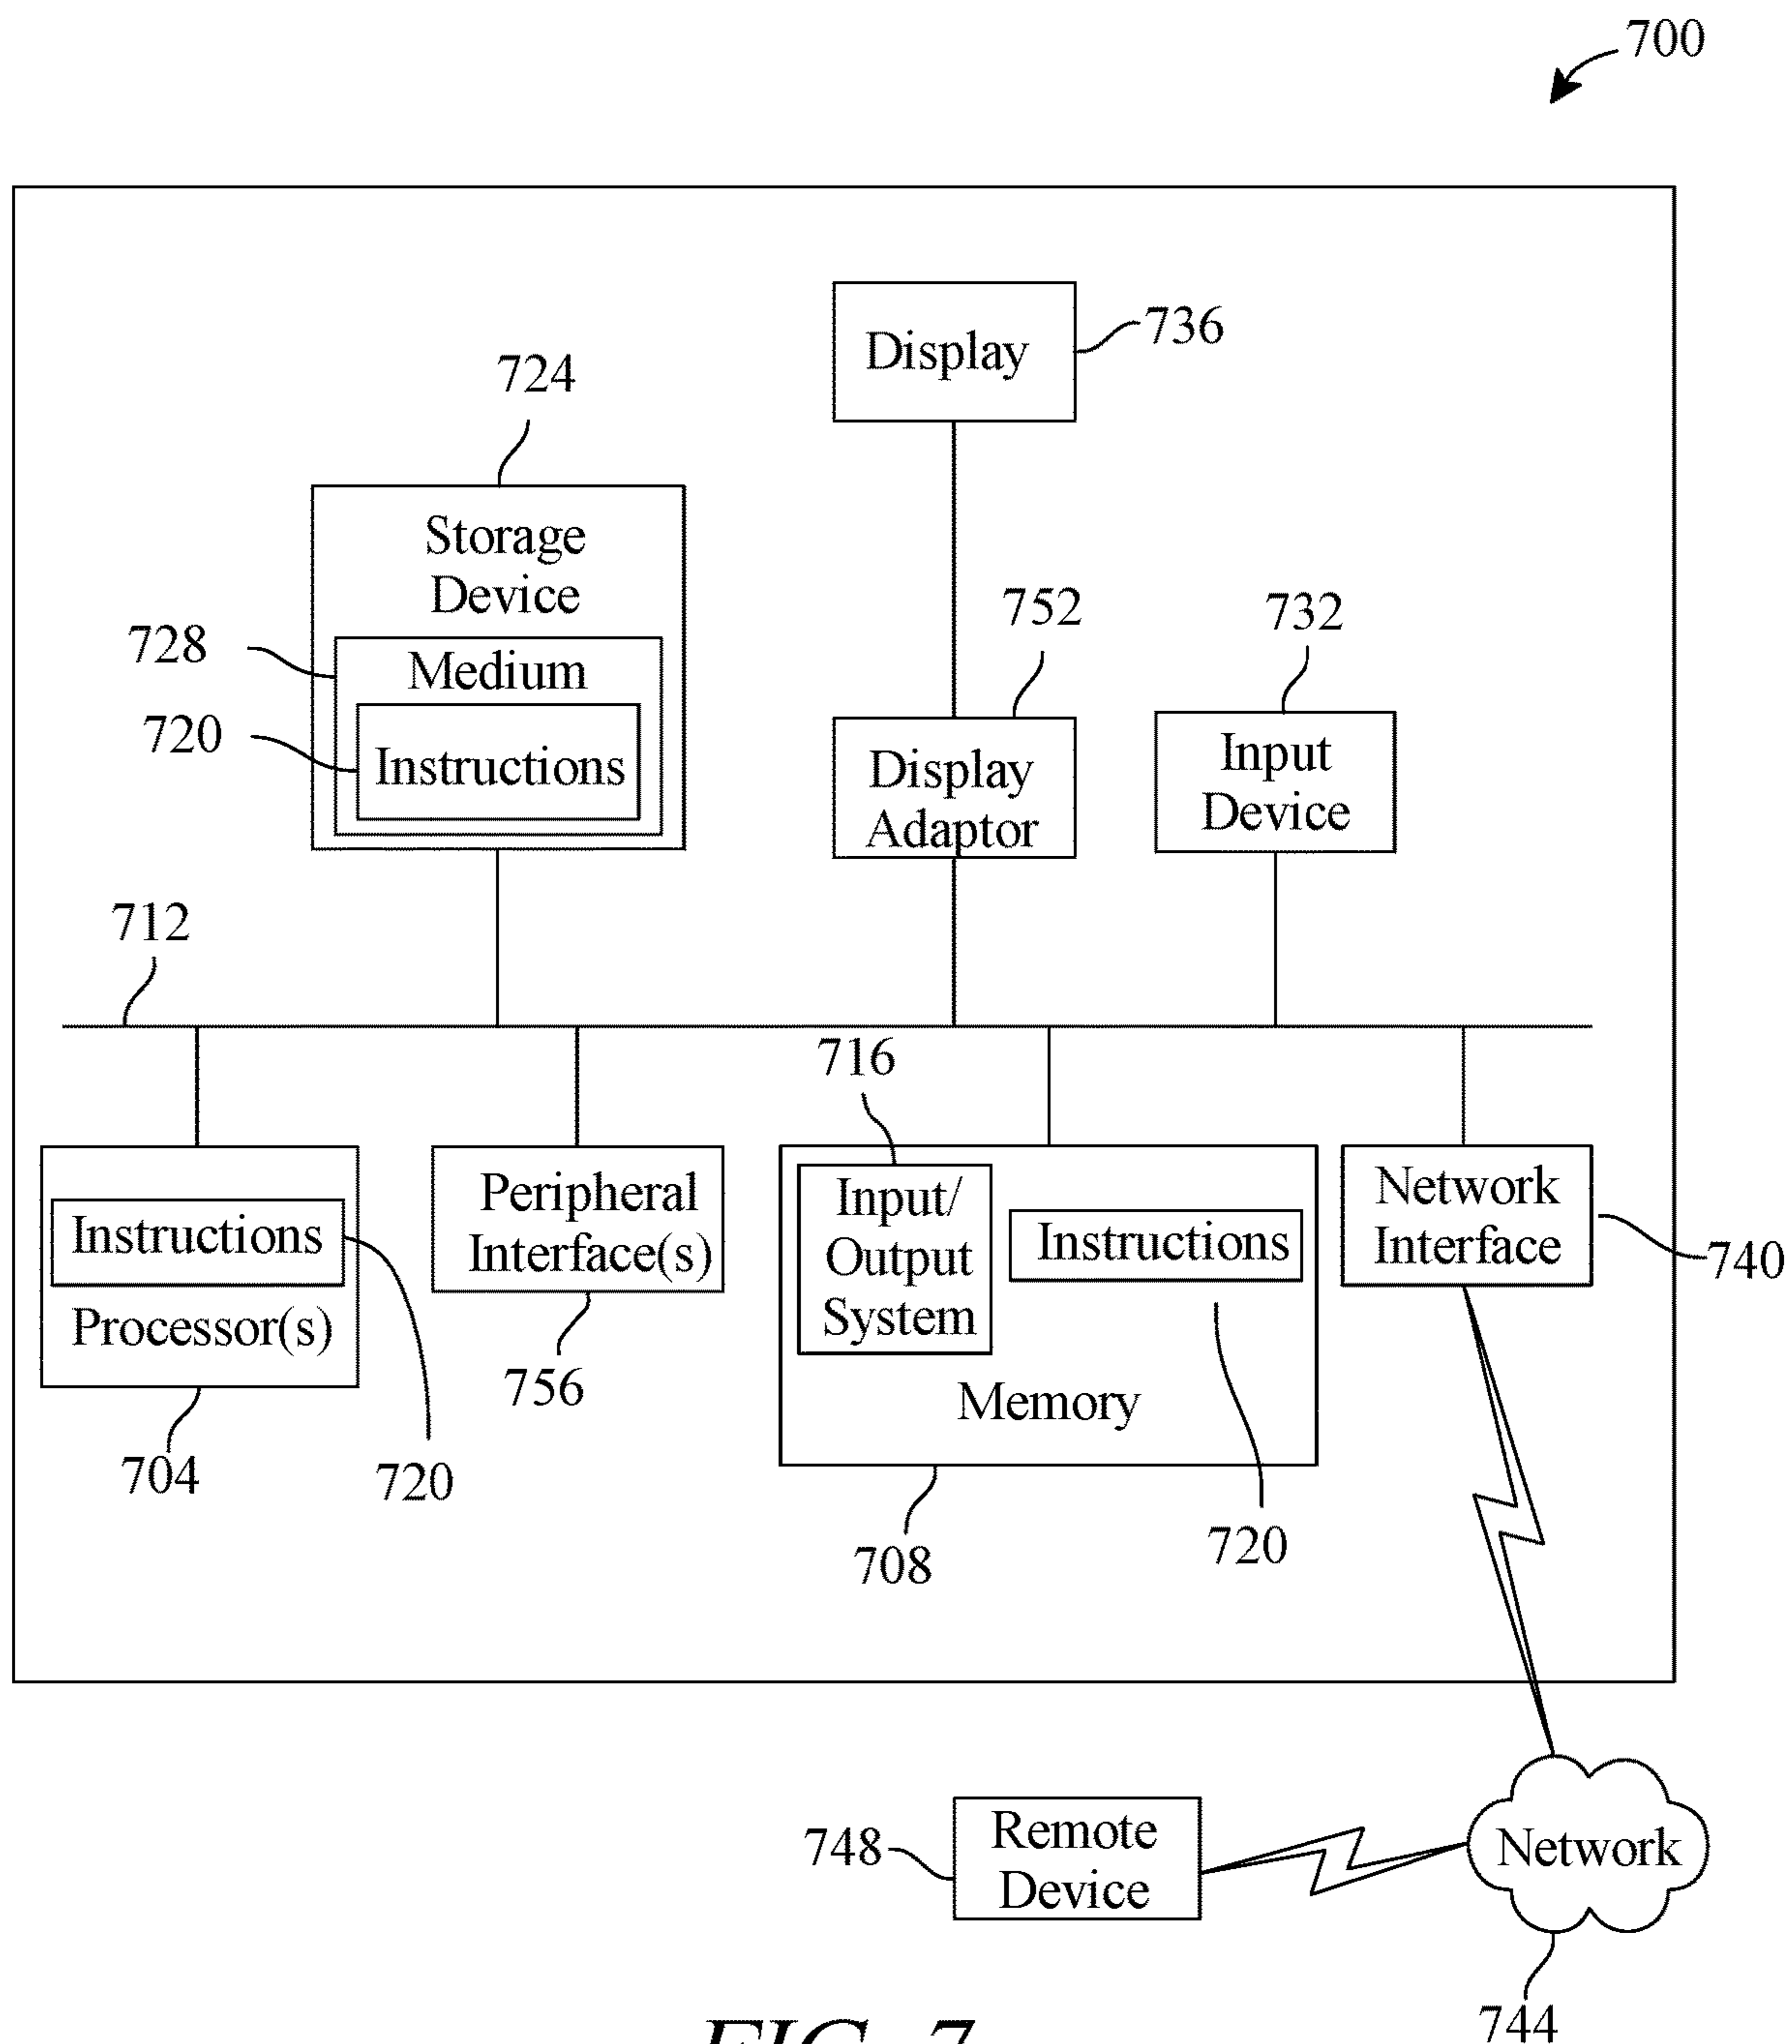 700
Display
736
724
Storage
Device
728
Medium
720
Instructions
752
Display
Adaptor
732
Input
Device
712
716
Instructions
Processor(s)
704
720
Peripheral
Interface(s)
756
Input/
Output
System
Instructions
Memory
708
720
Network
Interface
740
748
Remote
Device
Network
744
FIG. 7